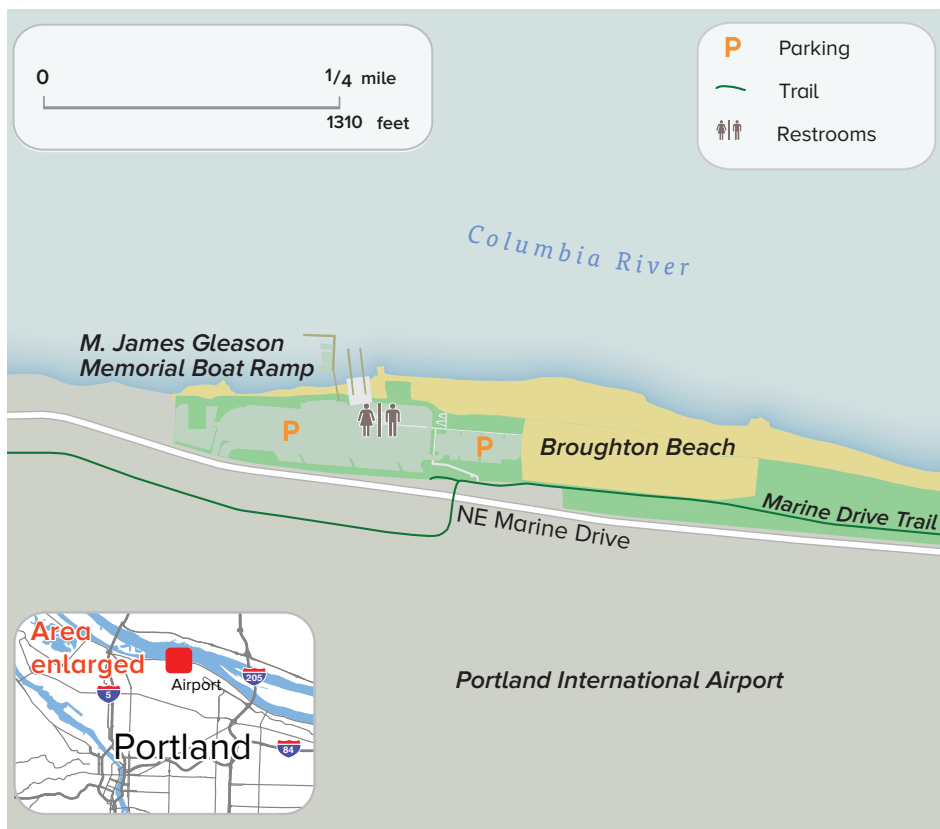 0
1/4 mile
1310 feet
P Parking
Trail
Restrooms
Columbia River
M. James Gleason
Memorial Boat Ramp
P
P
Broughton Beach
Marine Drive Trail
NE Marine Drive
Portland International Airport
Area
enlarged
Airport
205
5
Portland
84